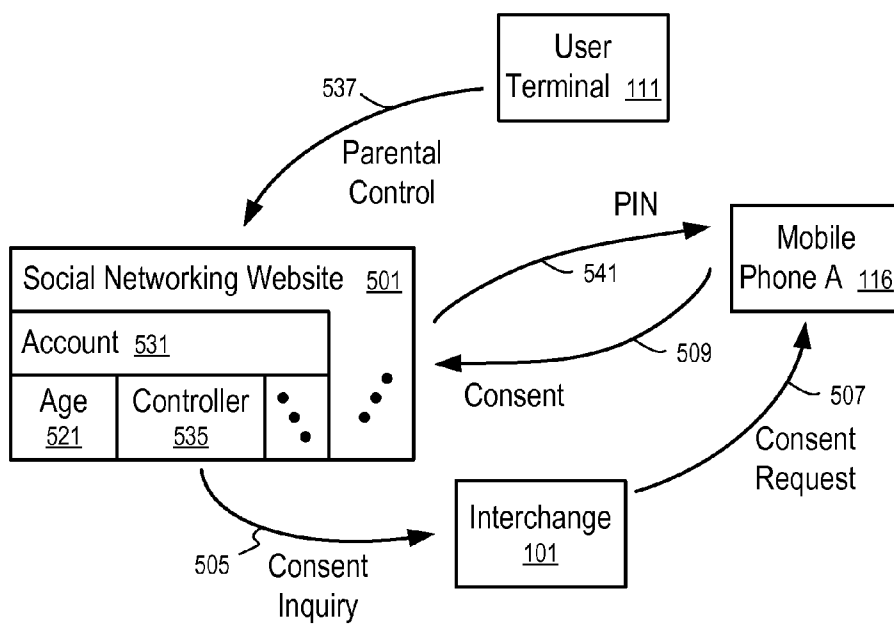 User
Terminal 111
537
Parental
Control
PIN
Mobile
Phone A 116
541
Social Networking Website 501
Account 531
509
Age
521
Controller
535
Consent
507
Consent
Request
Interchange
101
505
Consent
Inquiry